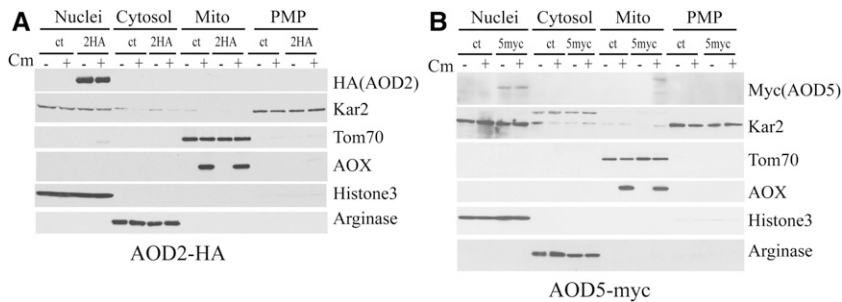 A
Nuclei Cytosol Mito PMP
ct 2HA ct 2HA ct 2HA ct 2HA
Cm - + - + - + - + - + - + - + - +
HA(AOD2)
Kar2
Tom70
AOX
Histone3
Arginase
AOD2-HA
B
Nuclei Cytosol Mito PMP
ct 5myc ct 5myc ct 5myc ct 5myc
Cm - + - + - + - + - + - + - + - +
Myc(AOD5)
Kar2
Tom70
AOX
Histone3
Arginase
AOD5-myc